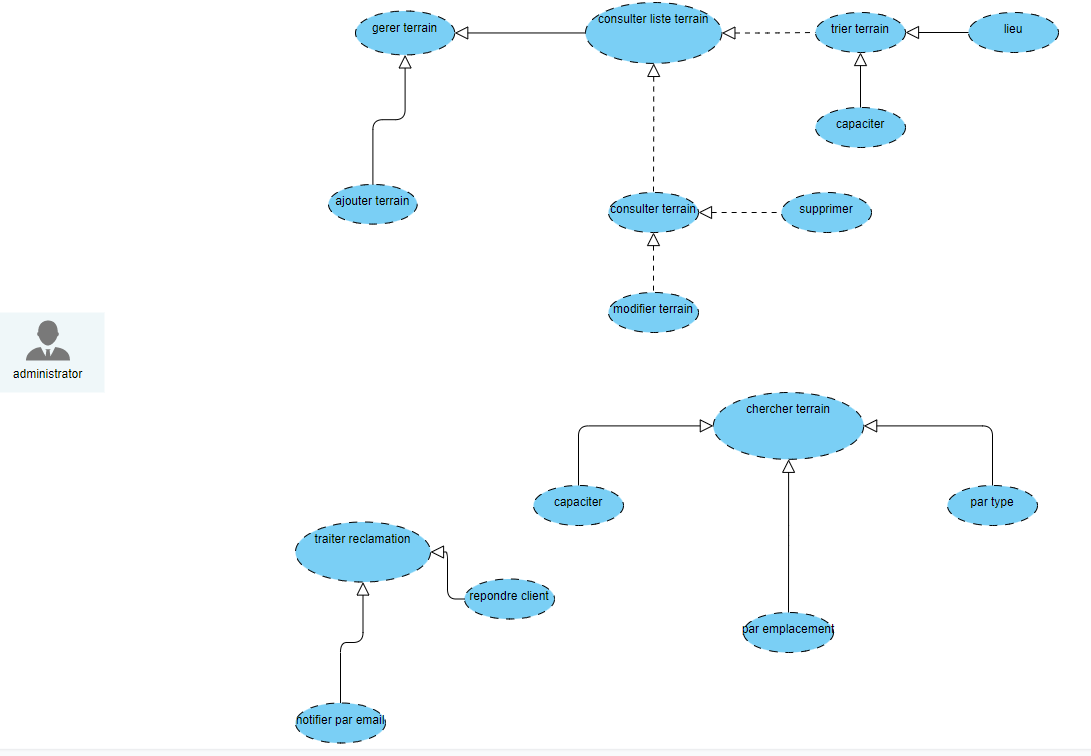 gerer terrain
consulter liste terrain
trier terrain
lieu
capaciter
ajouter terrain
consulter terrain
supprimer
modifier terrain
administrator
chercher terrain
capaciter
par type
traiter reclamation
repondre client
par emplacement
notifier par email